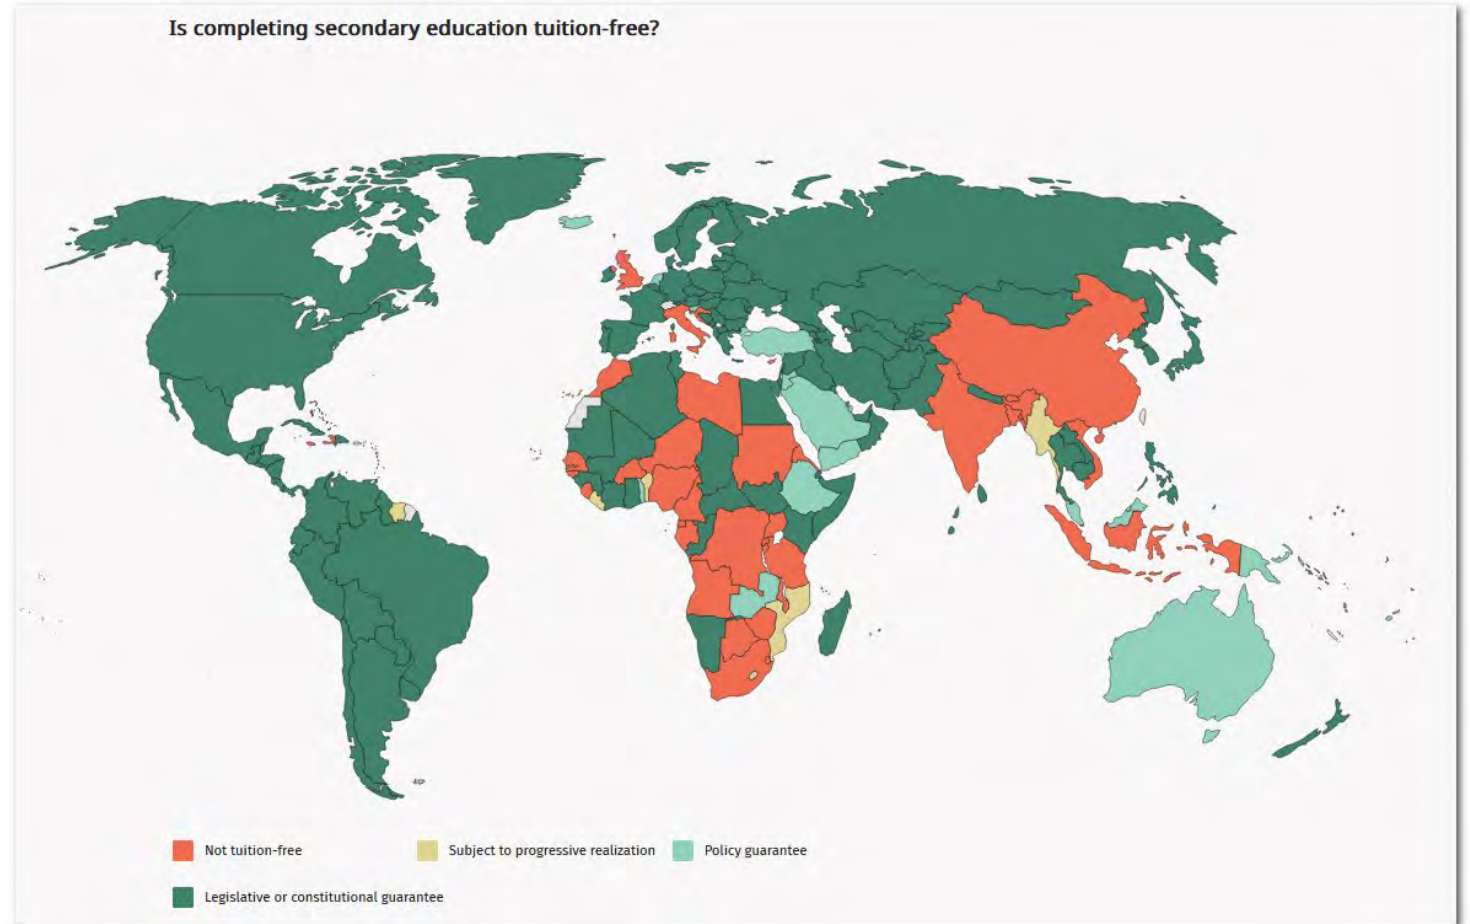 Is completing secondary education tuition-free?
Not tuition-free
Subject to progressive realization
Policy guarantee
Legislative or constitutional guarantee